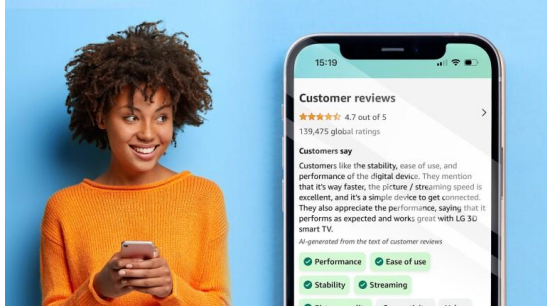 15:19
Customer reviews
4.7 out of 5
139,475 global ratings
Customers say
Customers like the stability, ease of use, and
performance of the digital device. They mention
that it's way faster, the picture / streaming speed is
excellent, and it's a simple device to get connected.
They also appreciate the performance, saying that it
performs as expected and works great with LG 3D
smart TV.
AI-generated from the text of customer reviews
Performance Ease of use
Stability Streaming